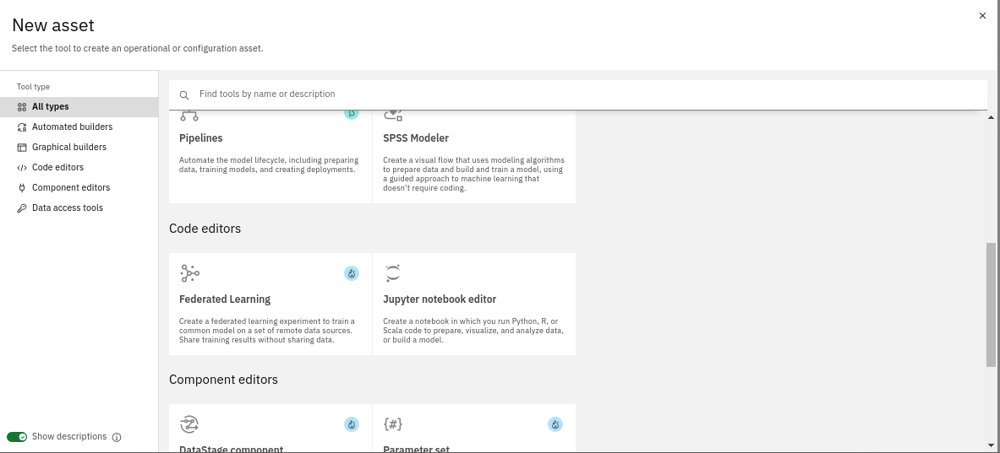 New asset
Select the tool to create an operational or configuration asset.
Tool type
All types
Automated builders
Graphical builders
Code editors
Component editors
Data access tools
Show descriptions
Find tools by name or description
Pipelines
Automate the model lifecycle, including preparing
data, training models, and creating deployments.
SPSS Modeler
Create a visual flow that uses modeling algorithms
to prepare data and build and train a model, using
a guided approach to machine learning that
doesn't require coding.
Code editors
Federated Learning
Create a federated learning experiment to train a
common model on a set of remote data sources.
Share training results without sharing data.
Jupyter notebook editor
Create a notebook in which you run Python, R, or
Scala code to prepare, visualize, and analyze data,
or build a model.
Component editors
DataStage component
{#}
Parameter set